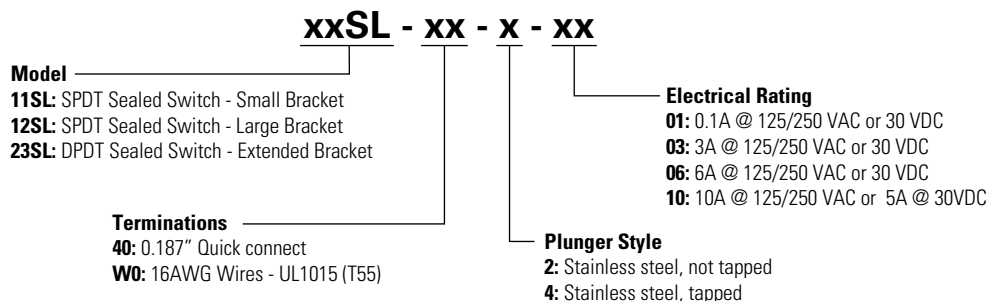 xxSL - xx - x - xx
Model
11SL: SPDT Sealed Switch - Small Bracket
12SL: SPDT Sealed Switch - Large Bracket
23SL: DPDT Sealed Switch - Extended Bracket
Electrical Rating
01: 0.1A @ 125/250 VAC or 30 VDC
03: 3A @ 125/250 VAC or 30 VDC
06: 6A @ 125/250 VAC or 30 VDC
10: 10A @ 125/250 VAC or 5A @ 30VDC
Terminations
40: 0.187” Quick connect
W0: 16AWG Wires - UL1015 (T55)
Plunger Style
2: Stainless steel, not tapped
4: Stainless steel, tapped